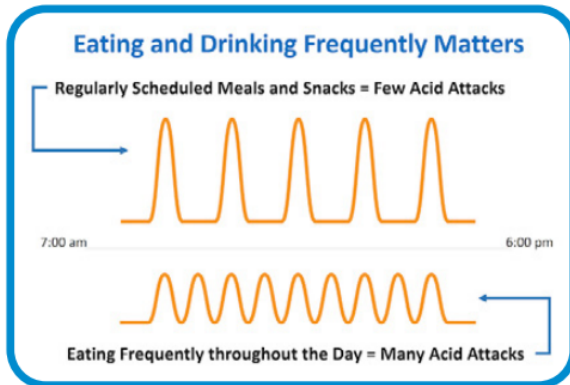 Eating and Drinking Frequently Matters
Regularly Scheduled Meals and Snacks = Few Acid Attacks
7:00 am
6:00 pm
Eating Frequently throughout the Day = Many Acid Attacks